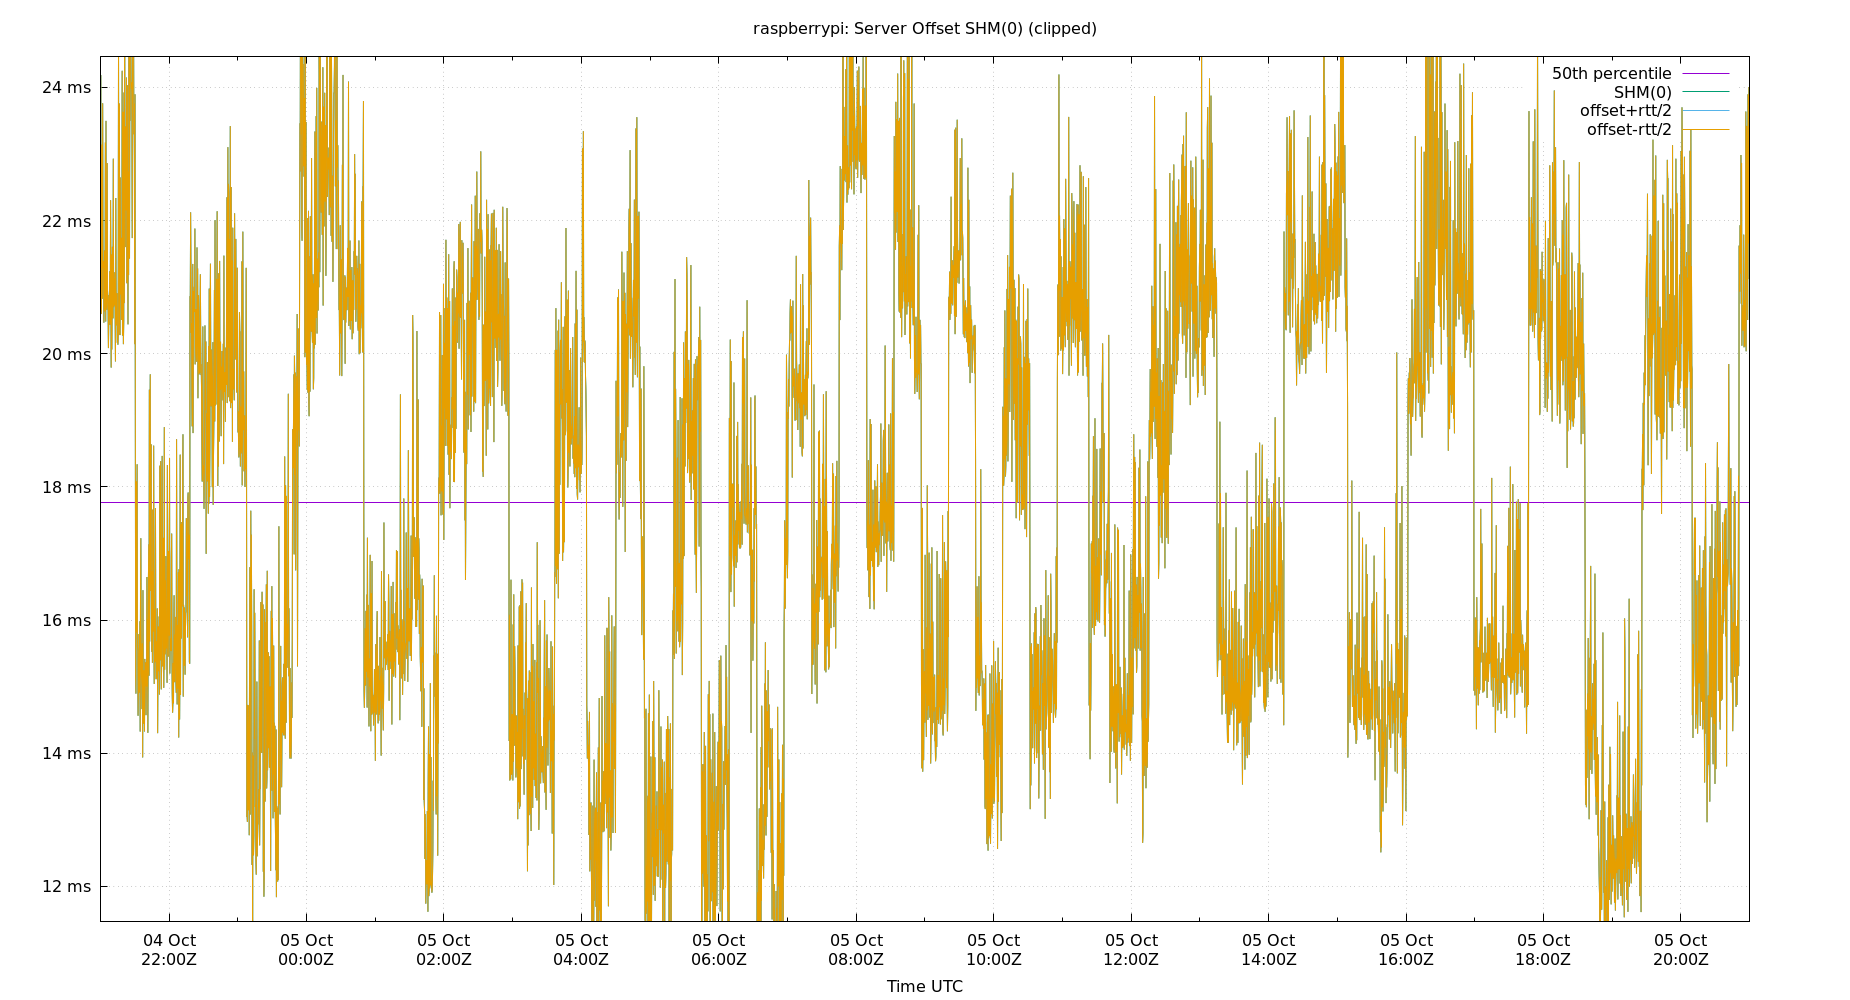 raspberrypi: Server Offset SHM(0) (clipped)
50th percentile
SHM(0)
offset+rtt/2
offset-rtt/2
24 ms
22 ms
20 ms
18 ms
16 ms
14 ms
12 ms
04 Oct 05 Oct 05 Oct 05 Oct 05 Oct 05 Oct 05 Oct 05 Oct 05 Oct 05 Oct 05 Oct 05 Oct
22:00Z 00:00Z 02:00Z 04:00Z 06:00Z 08:00Z 10:00Z 12:00Z 14:00Z 16:00Z 18:00Z 20:00Z
Time UTC